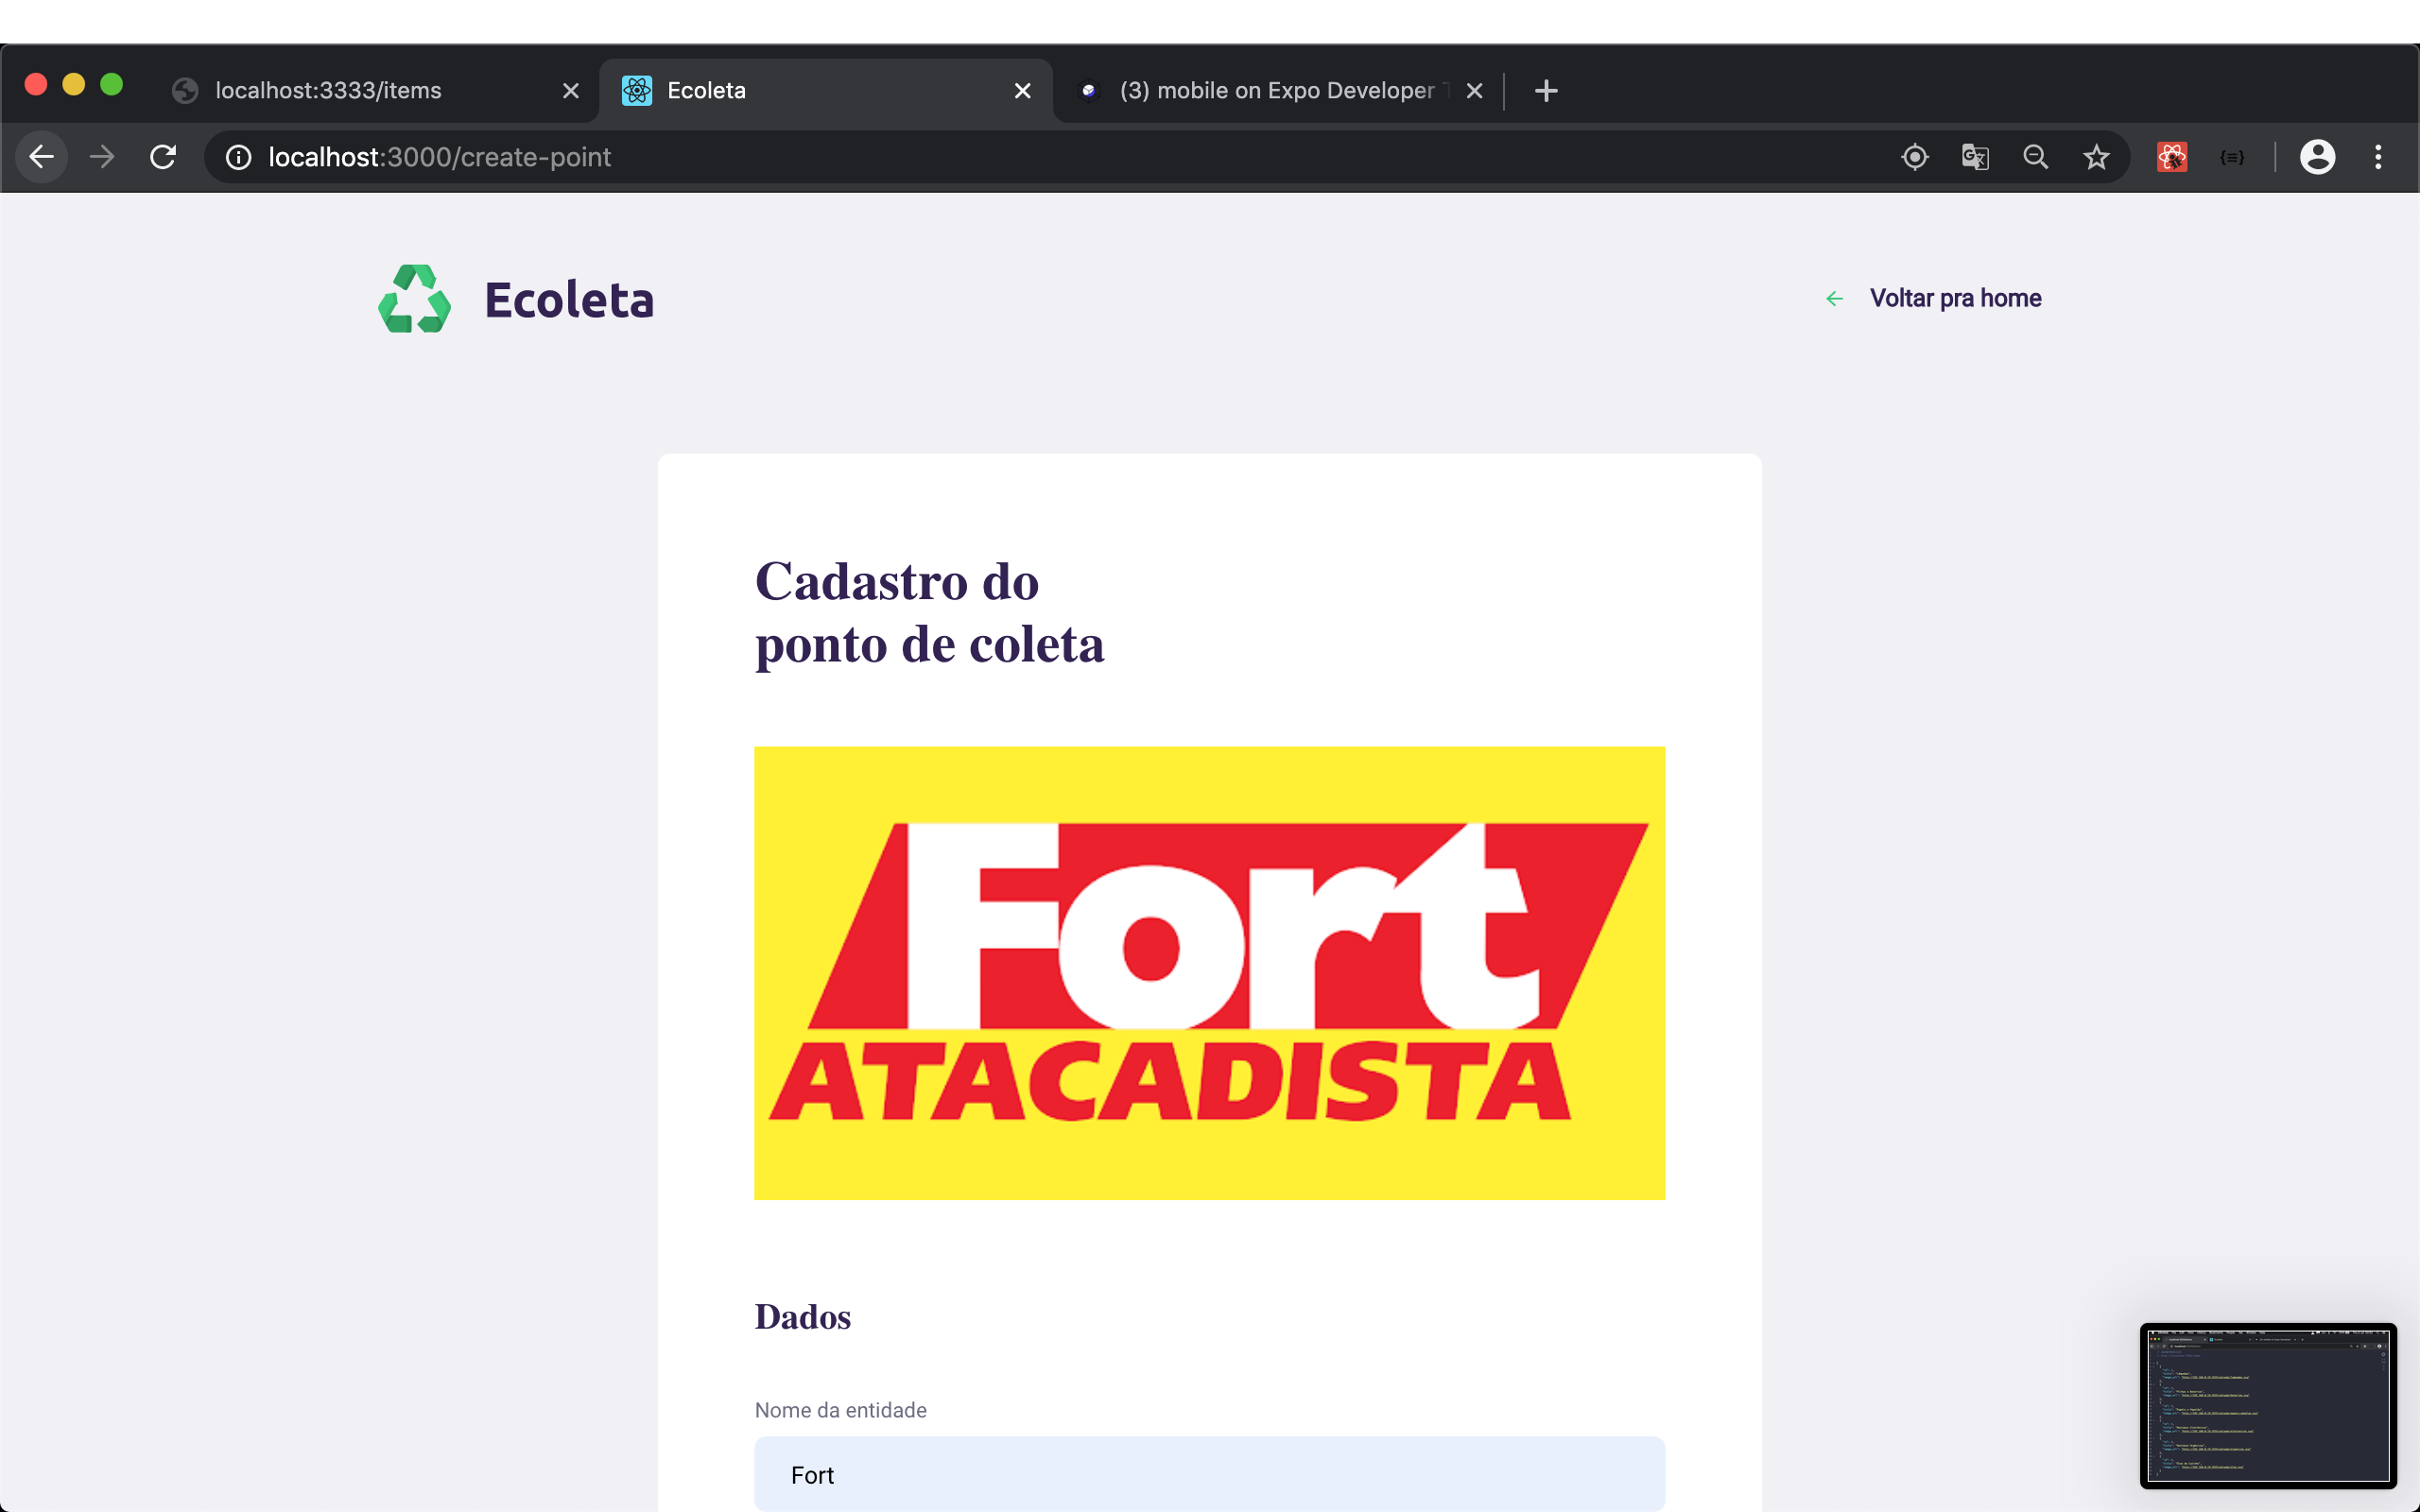 localhost:3333/items
Ecoleta
(3) mobile on Expo Developer
localhost:3000/create-point
Ecoleta
Voltar pra home
Cadastro do
ponto de coleta
Fort
ATACADISTA
Dados
Nome da entidade
Fort